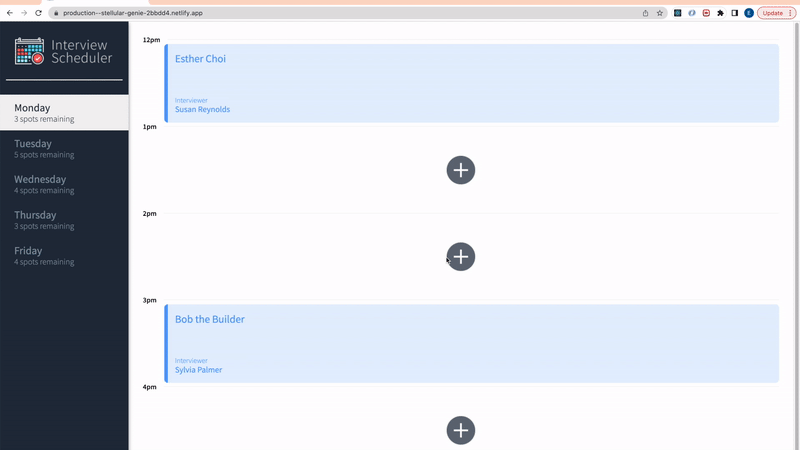 production--stellular-genie-2bbdd4.netlify.app
E
Update
Interview
Scheduler
Monday
3 spots remaining
Tuesday
5 spots remaining
Wednesday
4 spots remaining
Thursday
3 spots remaining
Friday
4 spots remaining
12pm
Esther Choi
Interviewer
Susan Reynolds
1pm
2pm
3pm
Bob the Builder
Interviewer
Sylvia Palmer
4pm